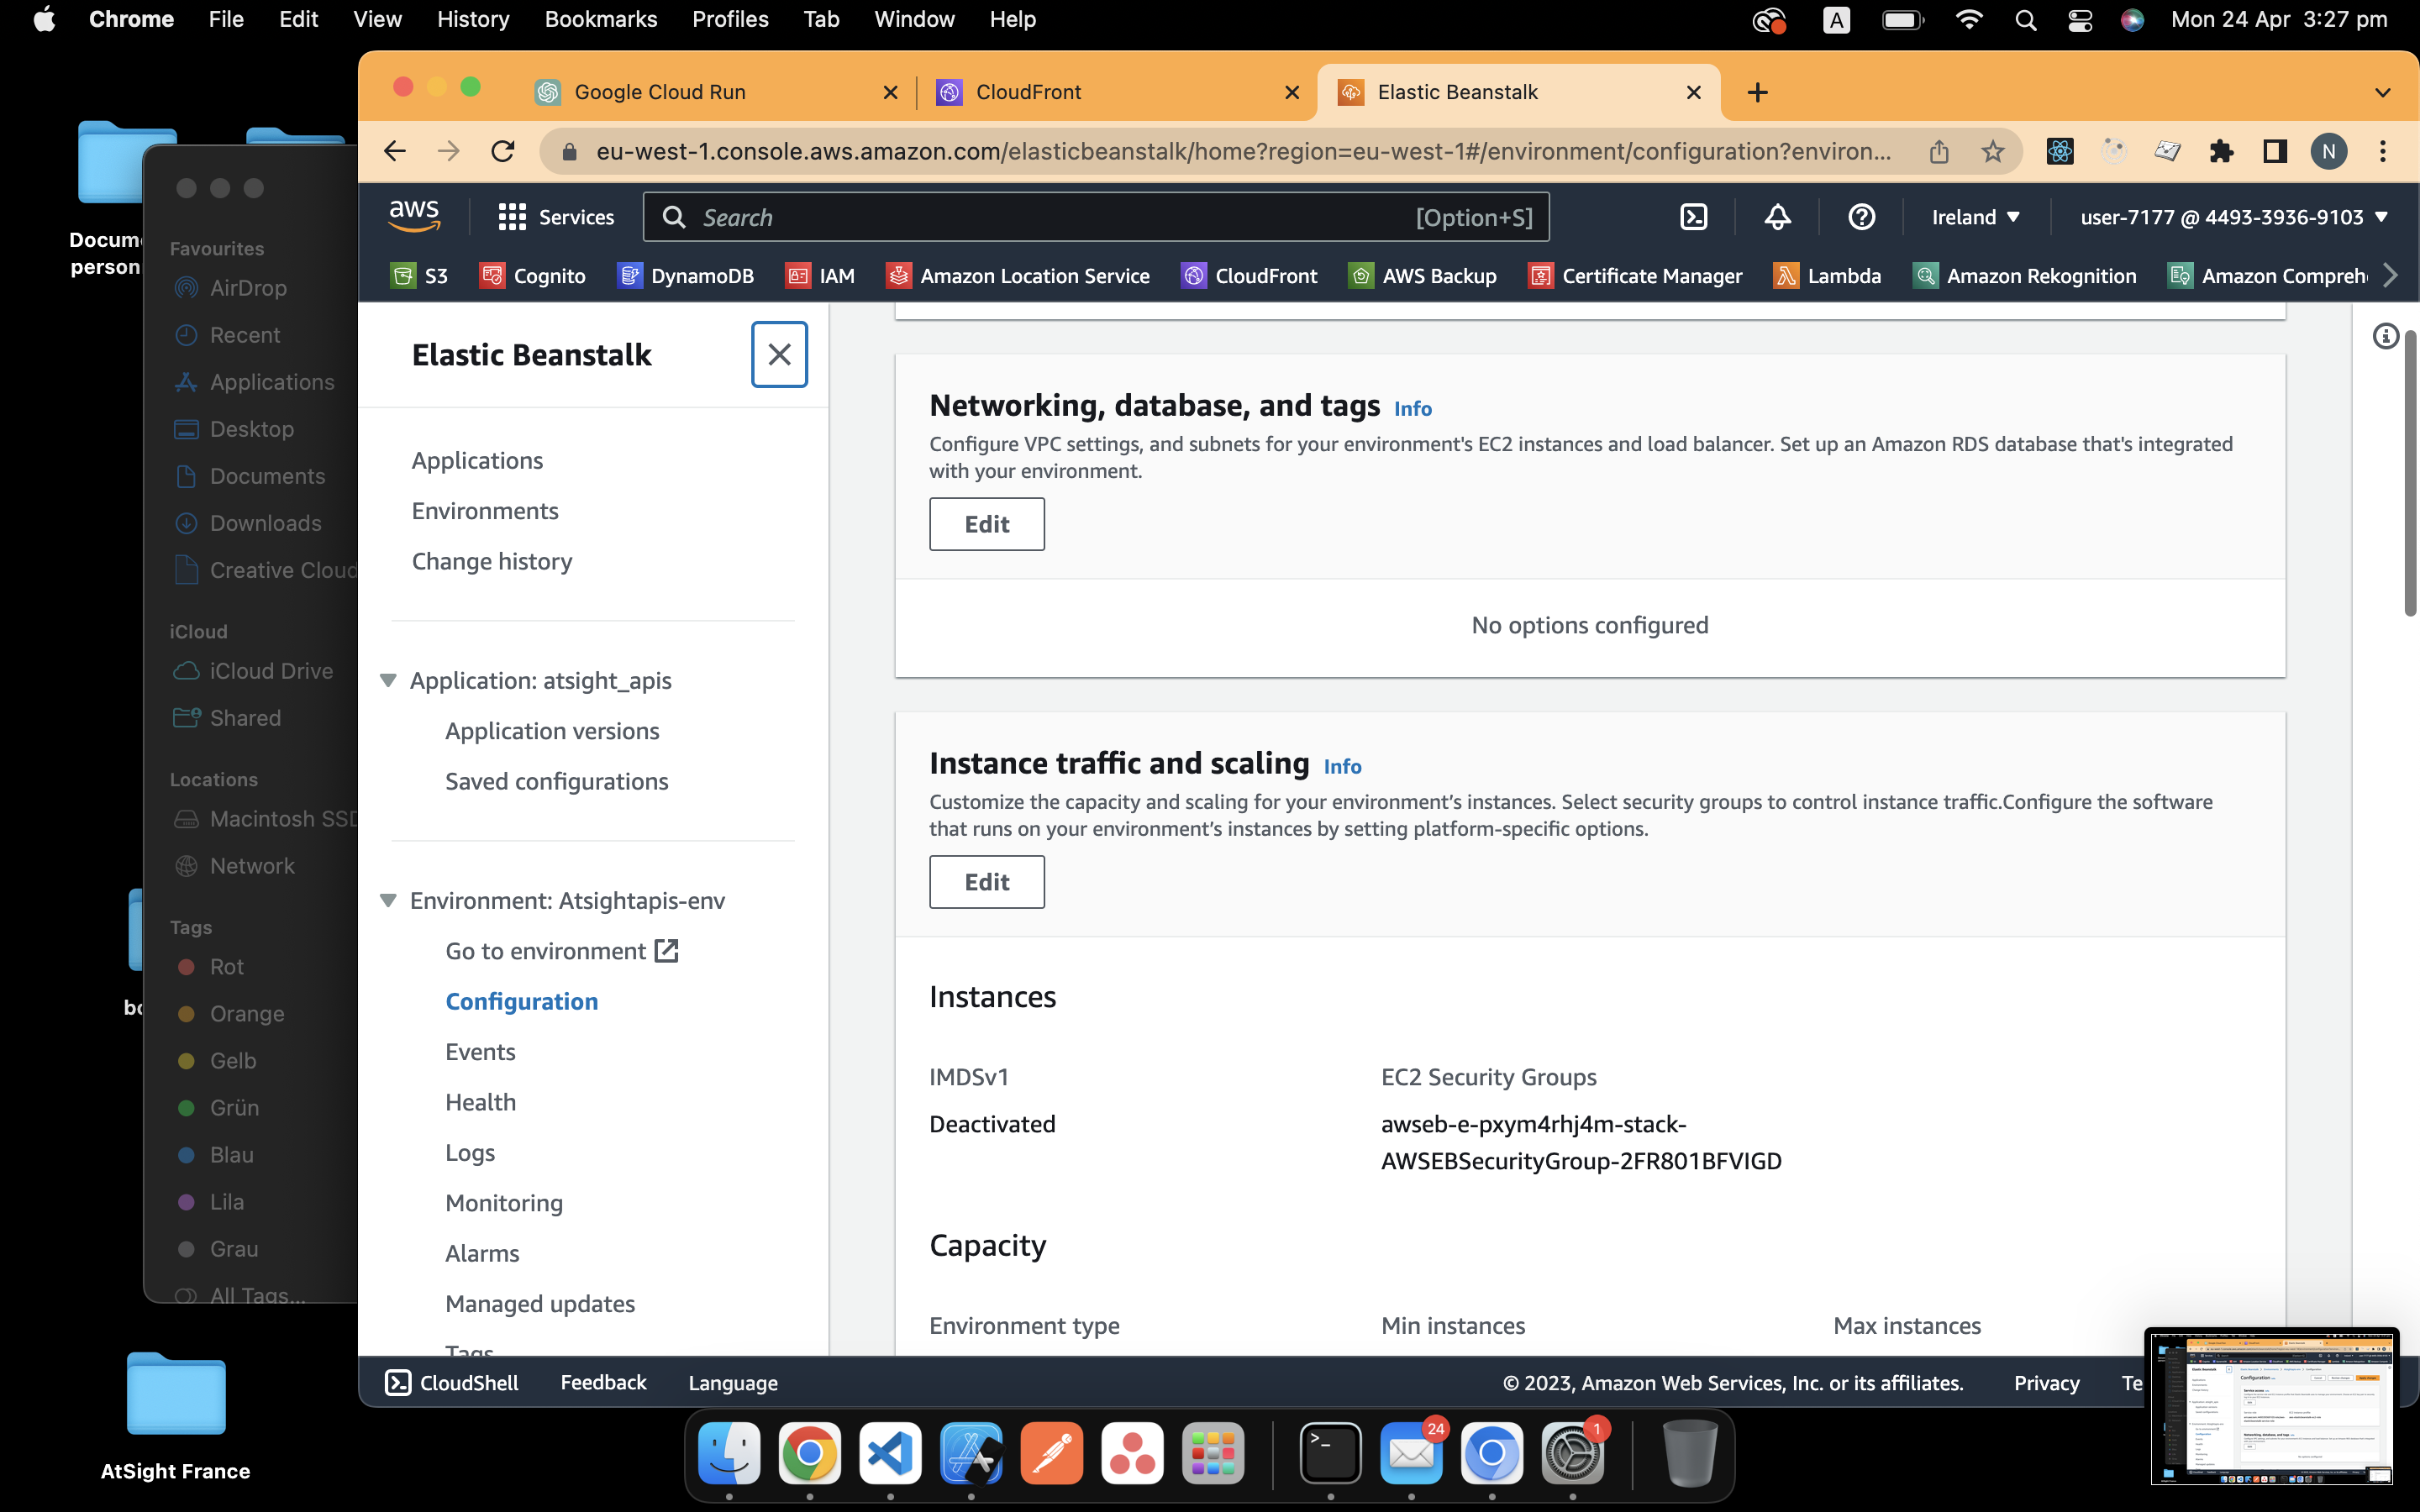 Chrome File Edit View History Bookmarks Profiles Tab Window Help
A
Mon 24 Apr 3:27 pm
Google Cloud Run
CloudFront
Elastic Beanstalk
eu-west-1.console.aws.amazon.com/elasticbeanstalk/home?region=eu-west-1#/environment/configuration?environ...
N
aws
Services
Search
[Option+S]
Ireland
user-7177 @ 4493-3936-9103
S3
Cognito
DynamoDB
IAM
Amazon Location Service
CloudFront
AWS Backup
Certificate Manager
Lambda
Amazon Rekognition
Amazon Compreh
Docum
person
Favourites
AirDrop
Recent
Applications
Desktop
Documents
Downloads
Creative Cloud
iCloud
iCloud Drive
Shared
Locations
Macintosh SSD
Network
Tags
Rot
Orange
Gelb
Grün
Blau
Lila
Grau
All Tags...
AtSight France
Elastic Beanstalk
Applications
Environments
Change history
Application: atsight_apis
Application versions
Saved configurations
Environment: Atsightapis-env
Go to environment
Configuration
Events
Health
Logs
Monitoring
Alarms
Managed updates
Tags
Networking, database, and tags Info
Configure VPC settings, and subnets for your environment's EC2 instances and load balancer. Set up an Amazon RDS database that's integrated
with your environment.
Edit
No options configured
Instance traffic and scaling Info
Customize the capacity and scaling for your environment’s instances. Select security groups to control instance traffic.Configure the software
that runs on your environment’s instances by setting platform-specific options.
Edit
Instances
IMDSv1
Deactivated
EC2 Security Groups
awseb-e-pxym4rhj4m-stack-
AWSEBSecurityGroup-2FR801BFVIGD
Capacity
Environment type
Min instances
Max instances
CloudShell
Feedback
Language
© 2023, Amazon Web Services, Inc. or its affiliates.
Privacy
Te
24
1